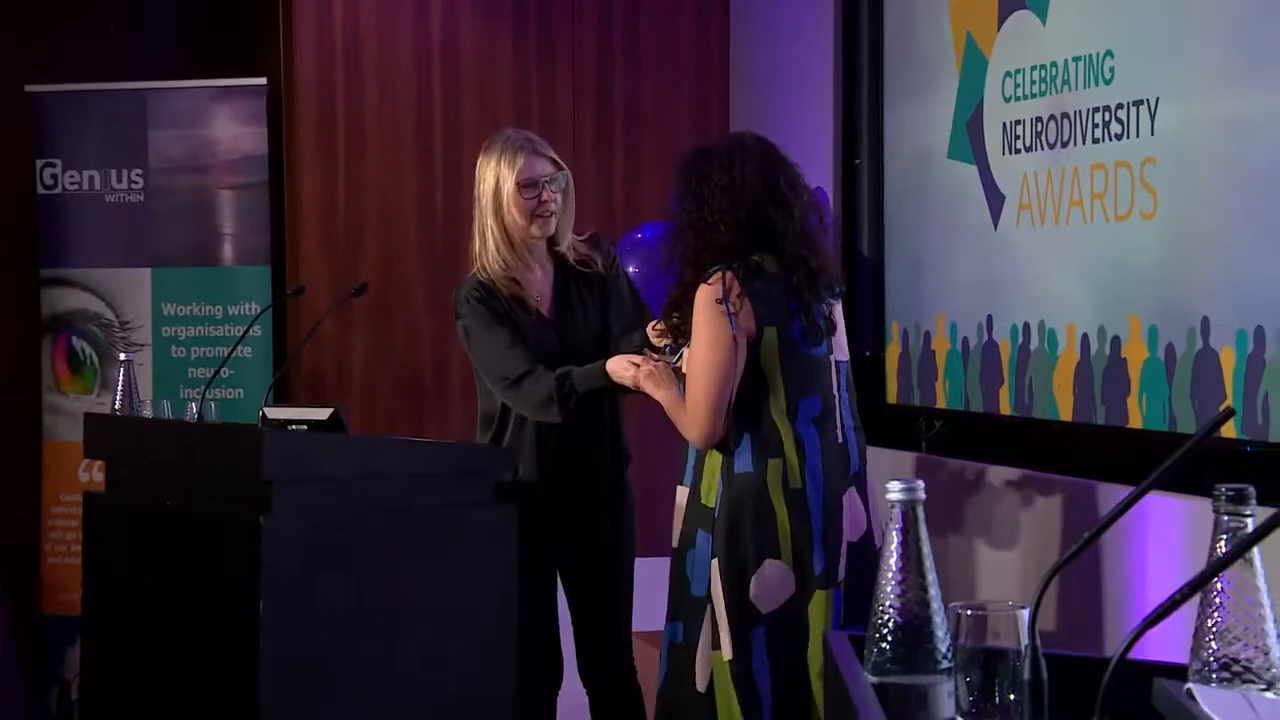 Genius
WITHIN
Working with
organisations
to promote
neuro-
inclusion
“
CELEBRATING
NEURODIVERSITY
AWARDS